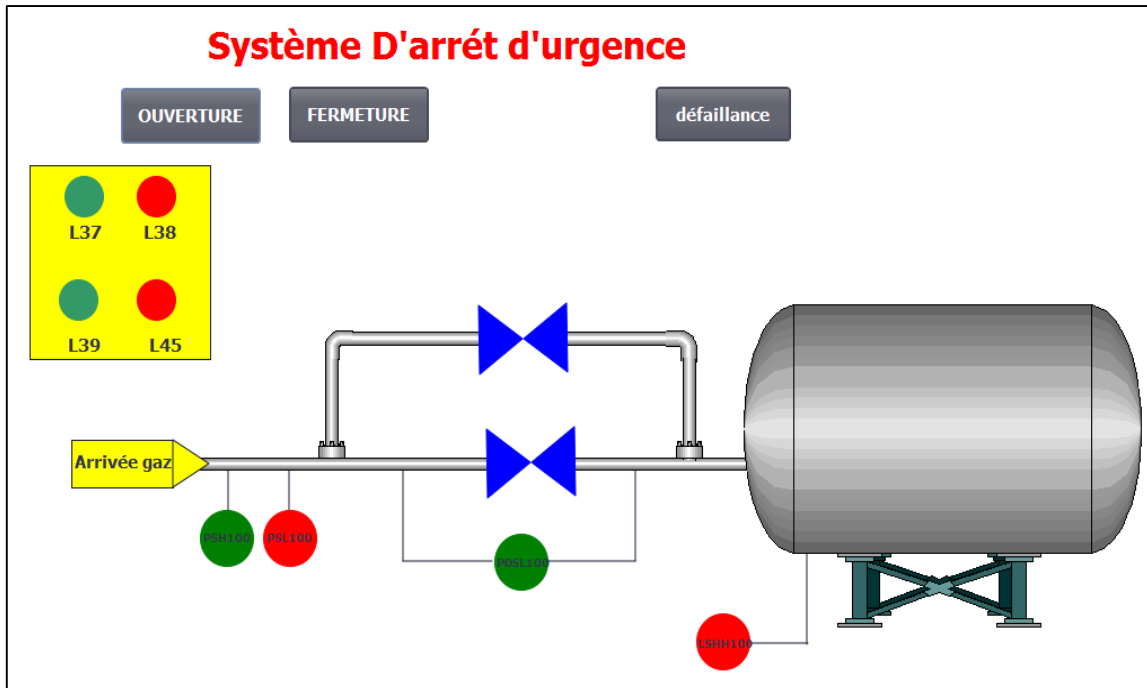 Système D'arrét d'urgence
OUVERTURE
FERMETURE
défaillance
L37
L38
L39
L45
Arrivée gaz
PSH100
PSL100
PDSL100
LSHH100